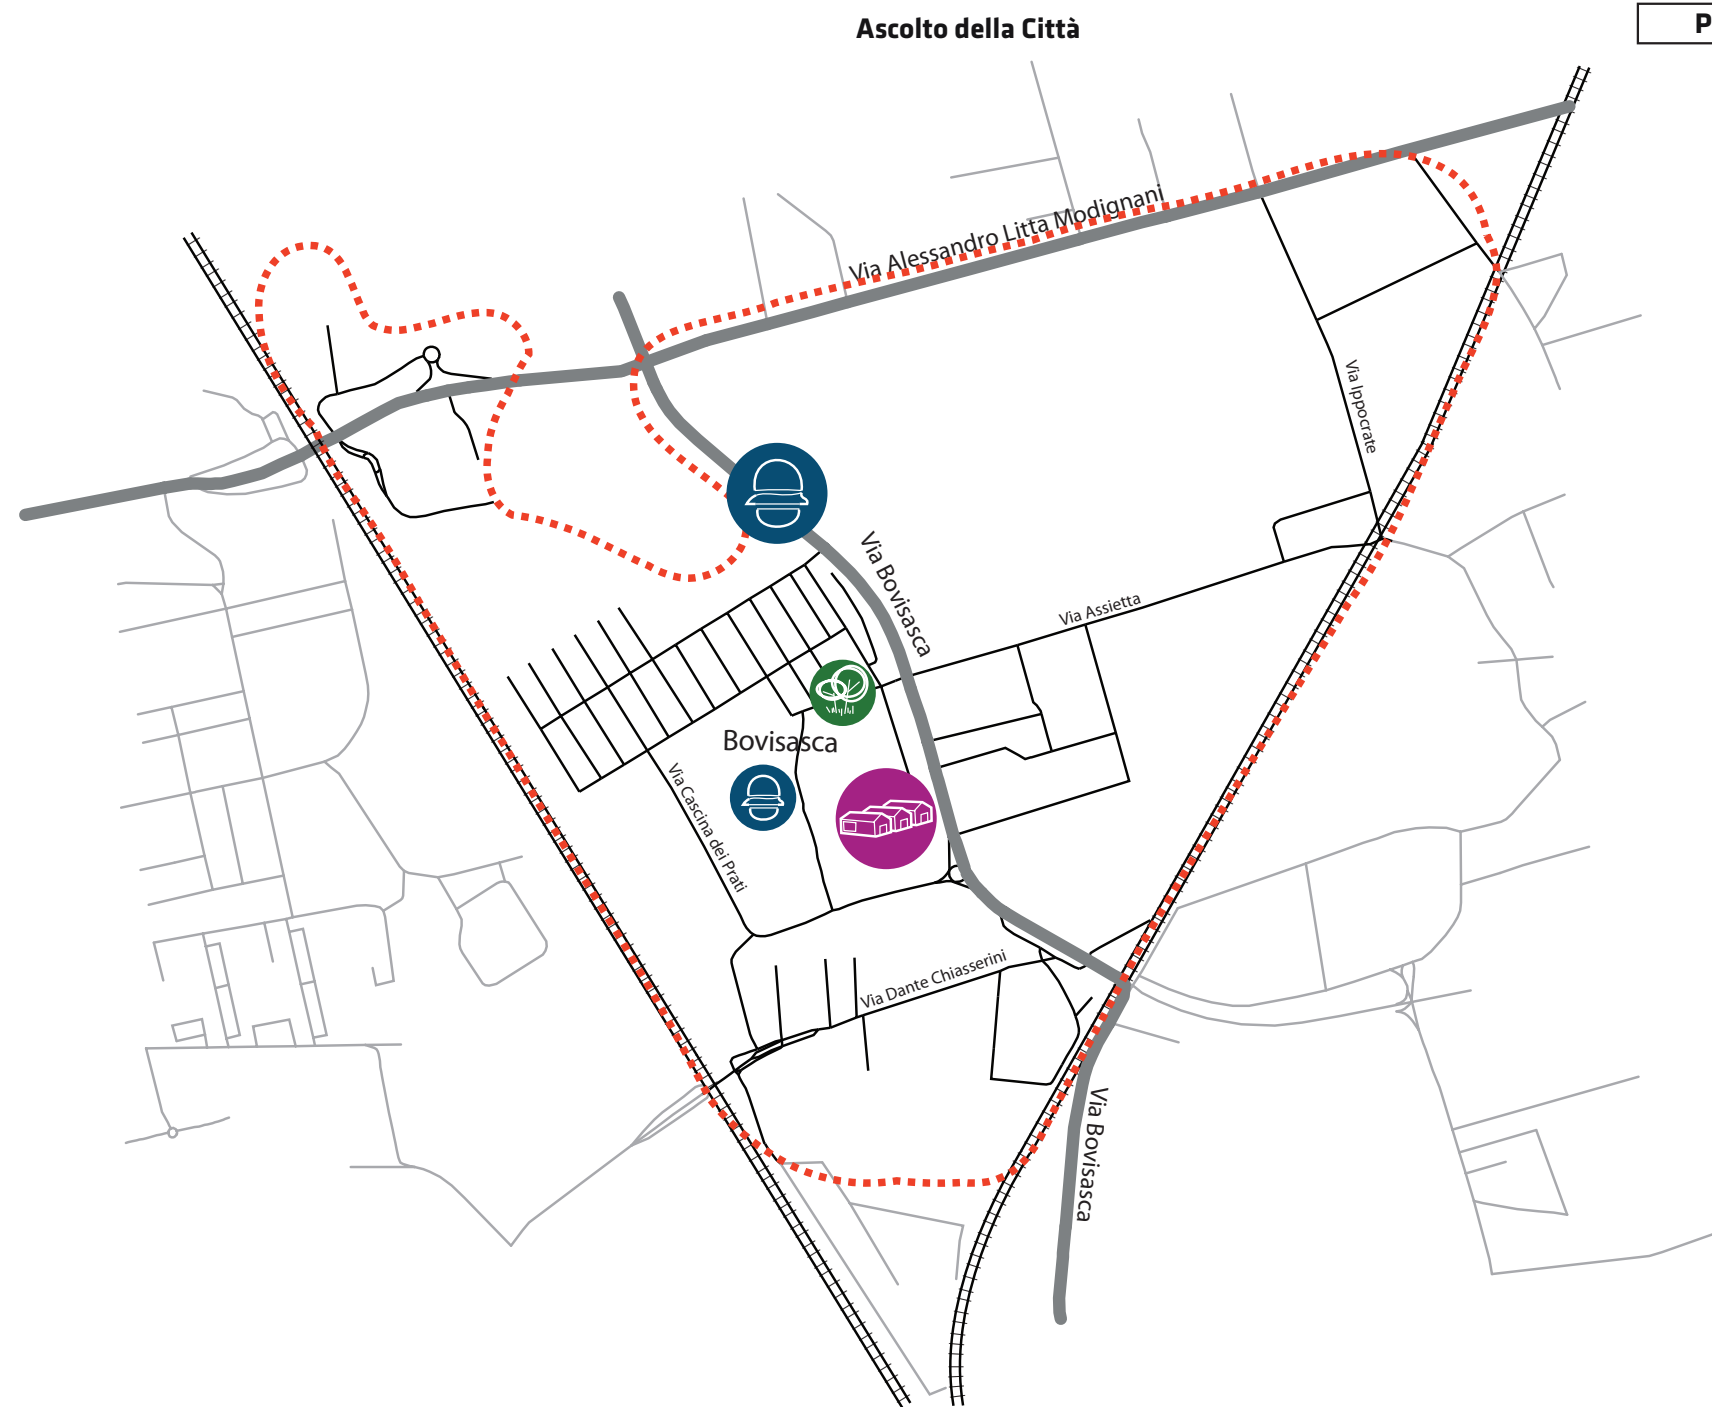 Ascolto della Città
P
Via Alessandro Litta Modignani
Via Ippocrate
Via Bovisasca
Via Assietta
Bovisasca
Via Cascina dei Prati
Via Dante Chiasserini
Via Bovisasca